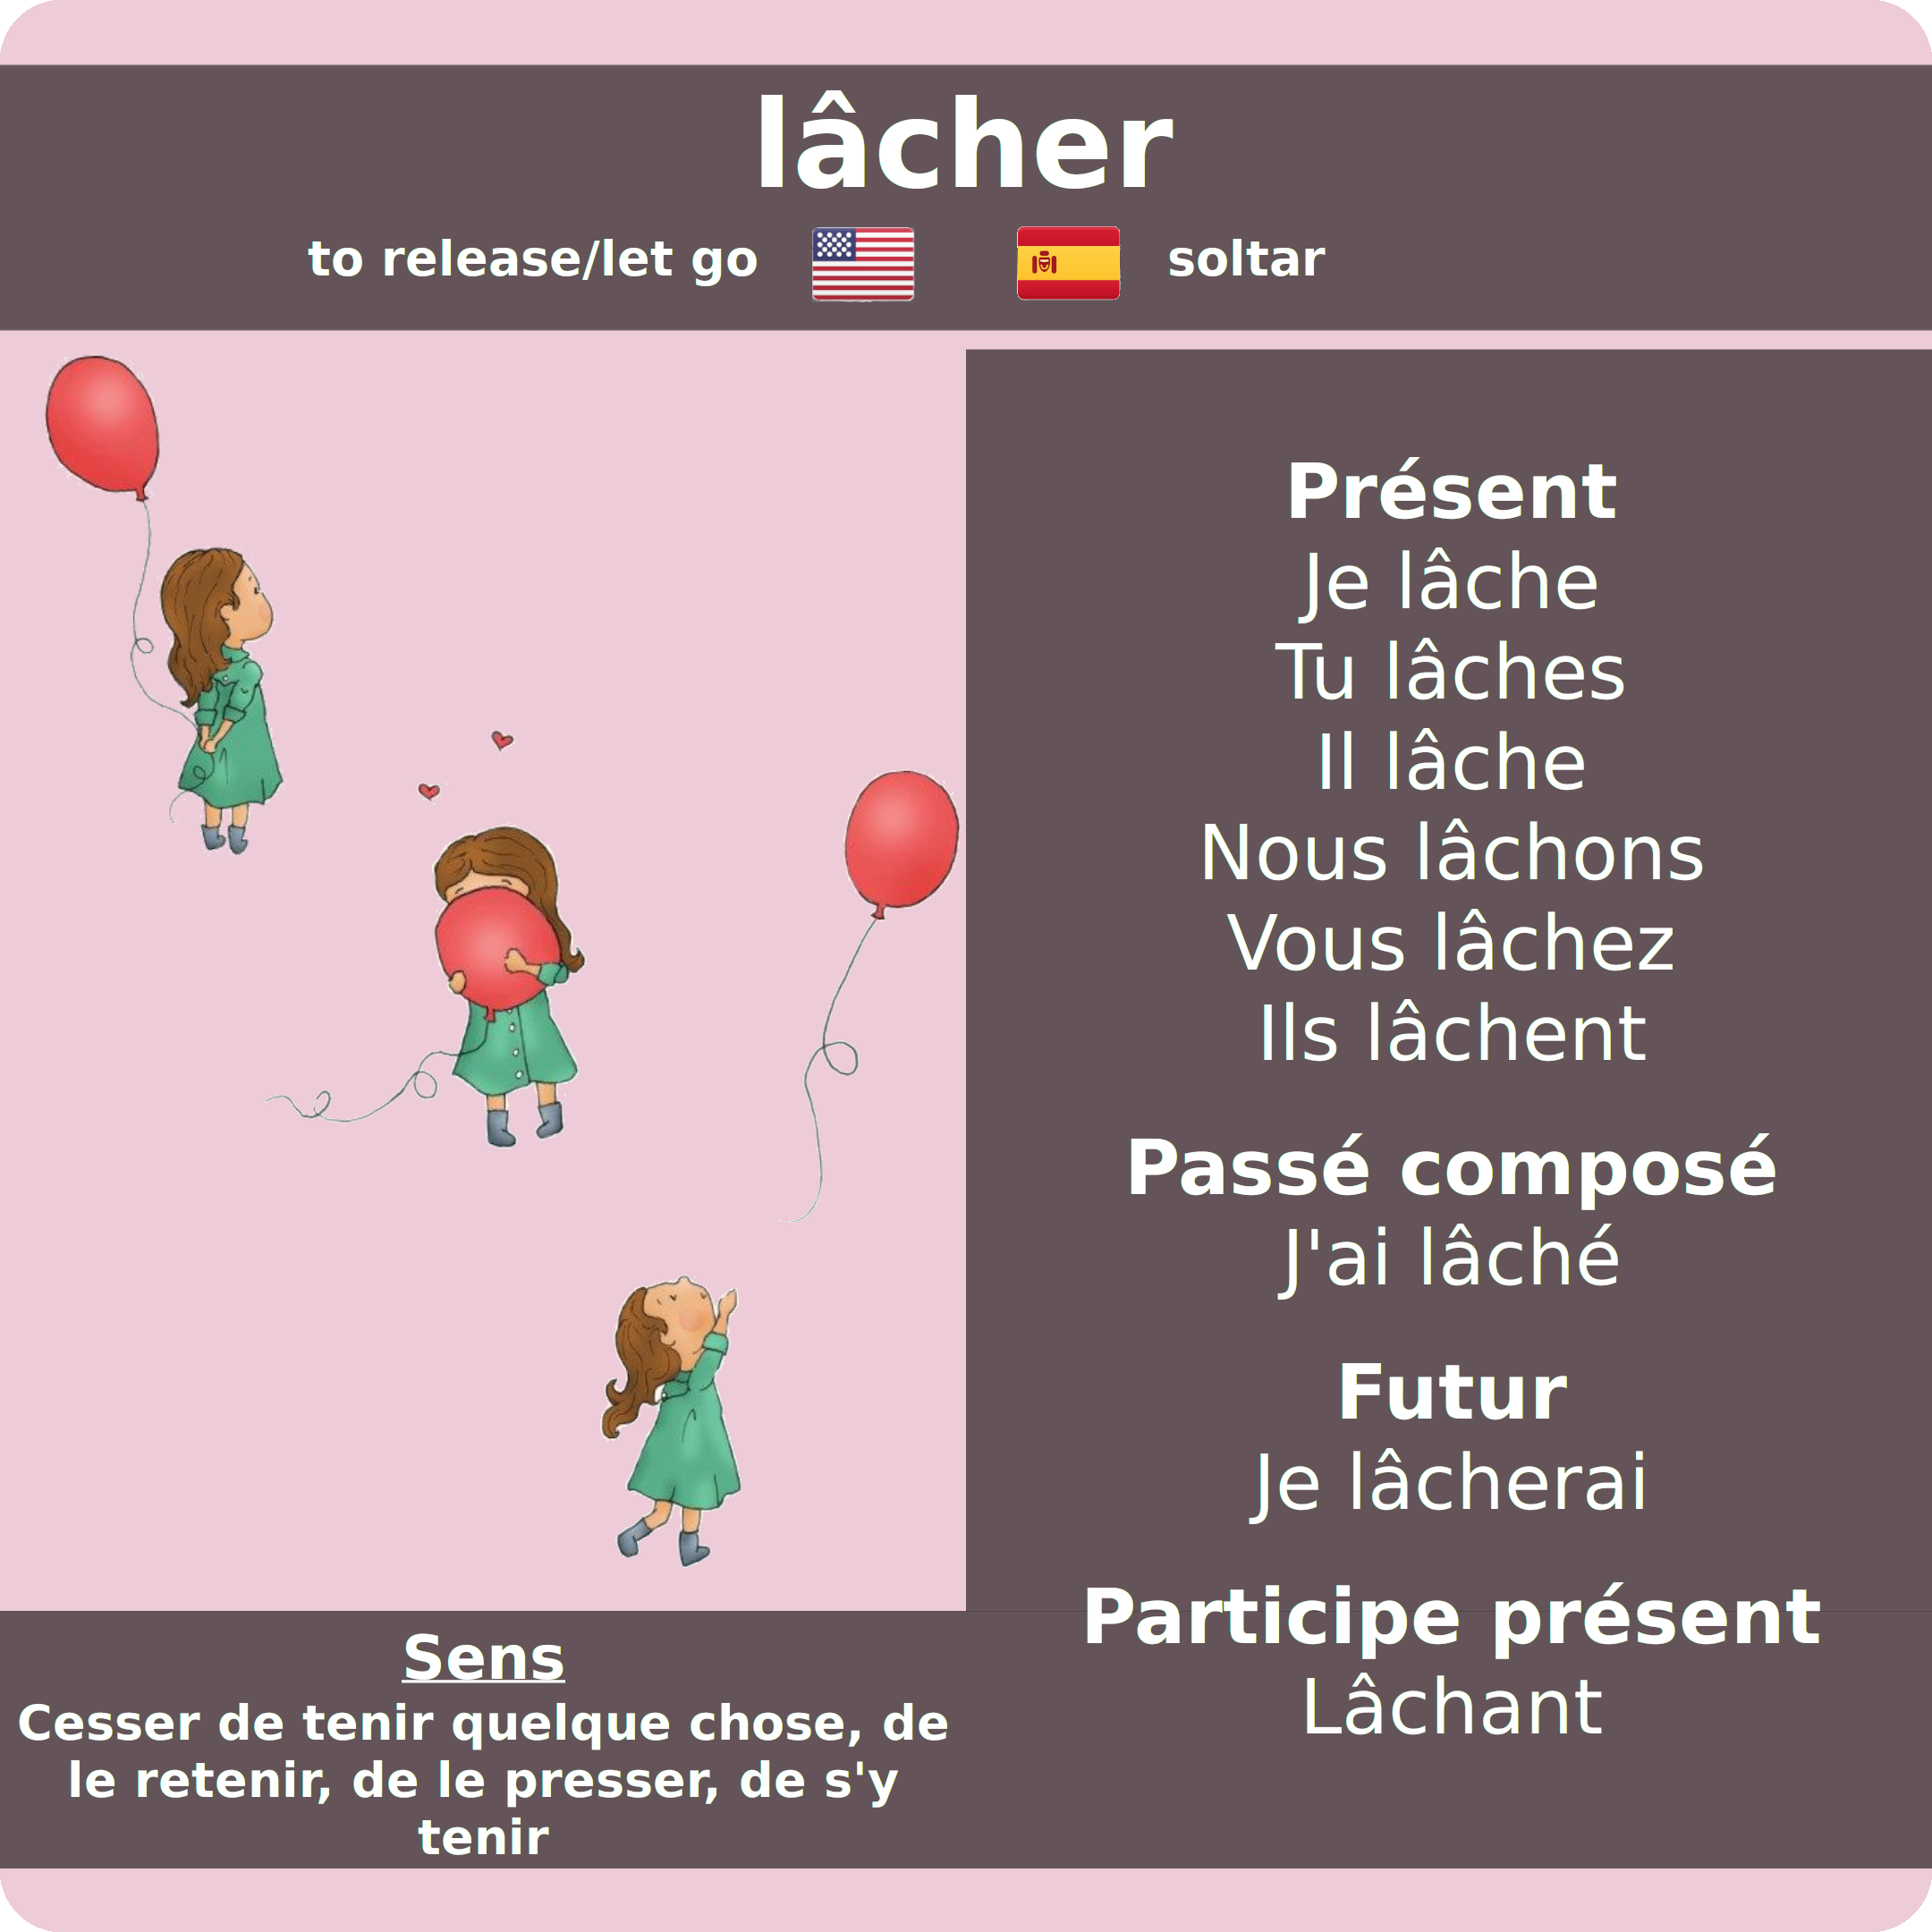 lâcher
to release/let go
soltar
Présent
Je lâche
Tu lâches
Il lâche
Nous lâchons
Vous lâchez
Ils lâchent
Passé composé
J'ai lâché
Futur
Je lâcherai
Participe présent
Lâchant
Sens
Cesser de tenir quelque chose, de
le retenir, de le presser, de s'y
tenir